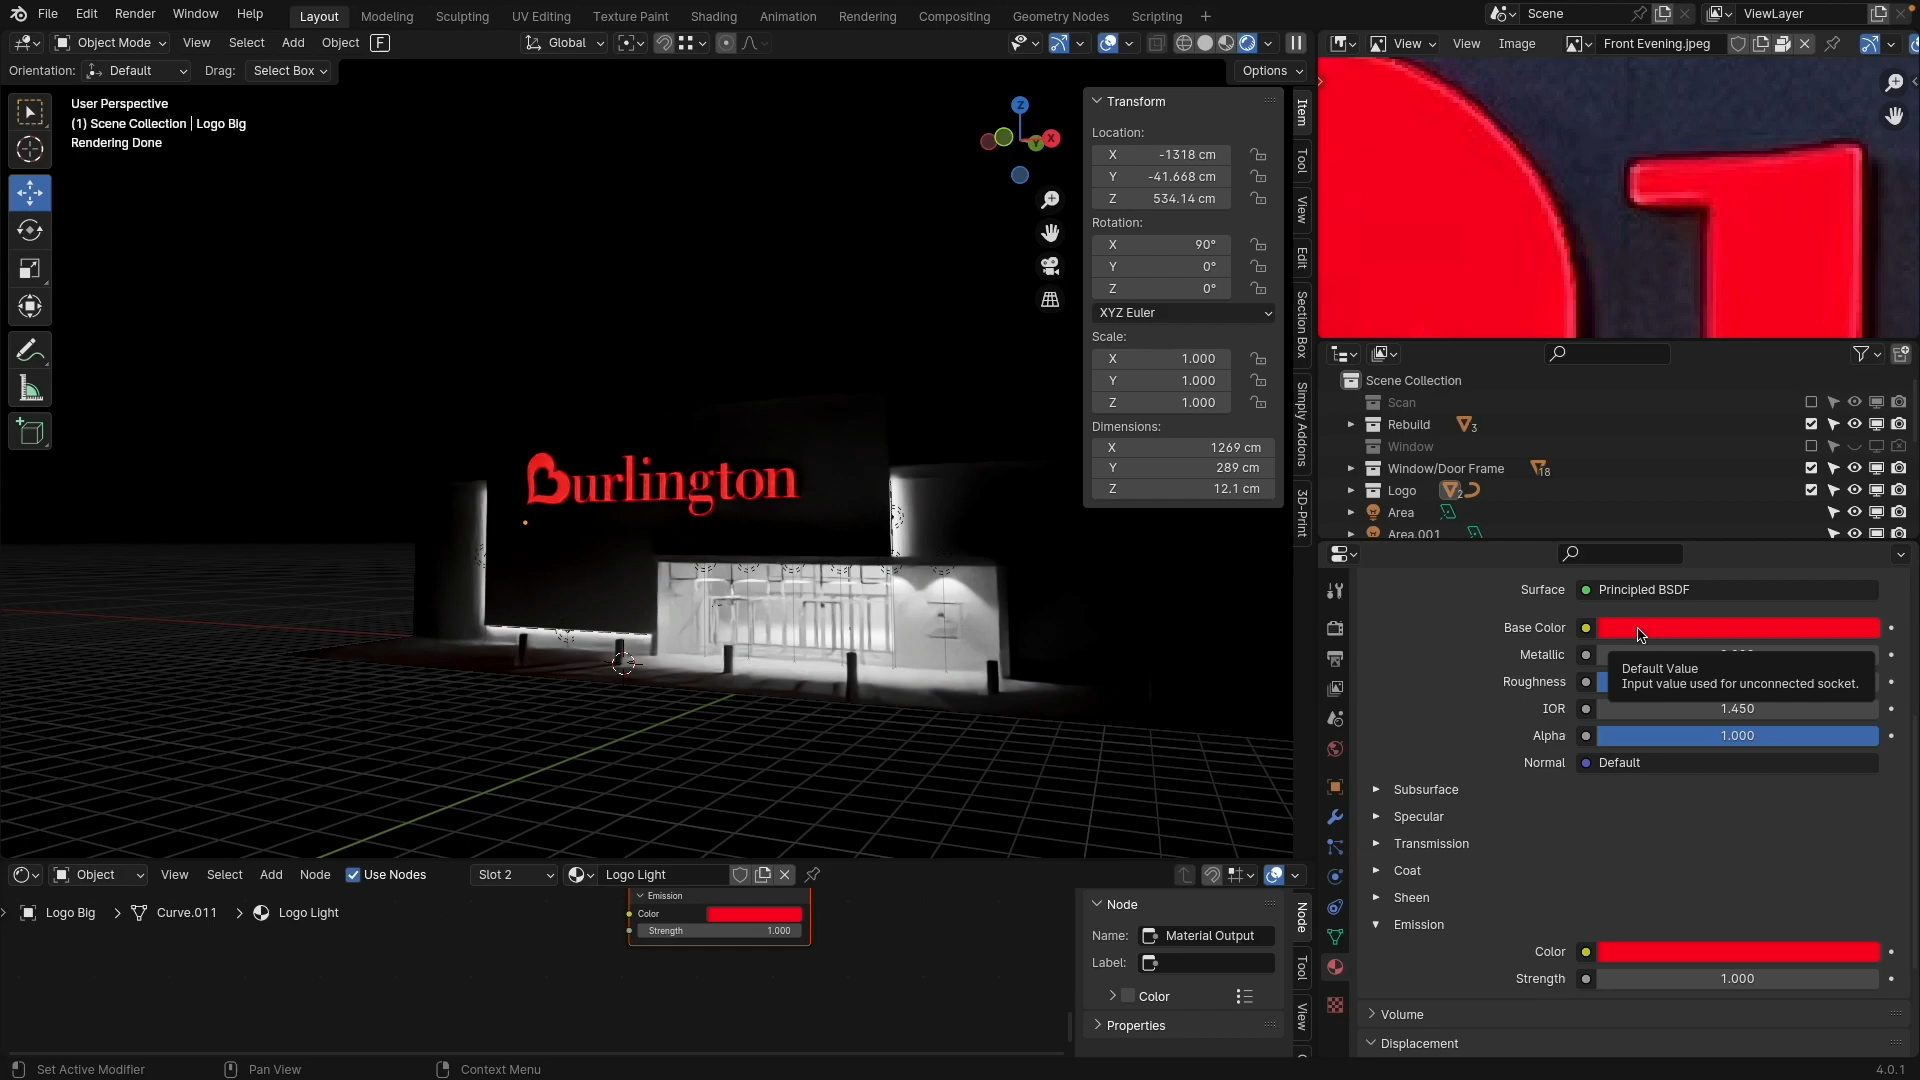 File Edit Render Window Help Layout Modeling Sculpting UV Editing Texture Paint Shading Animation Rendering Compositing Geometry Nodes Scripting Scene ViewLayer
Object Mode View Select Add Object F Global View View Image Front Evening.jpeg
Orientation: Default Drag: Select Box Options
User Perspective
(1) Scene Collection | Logo Big
Rendering Done
Z
X
Y
Burlington
Transform
Location:
X -1318 cm
Y -41.668 cm
Z 534.14 cm
Rotation:
X 90°
Y 0°
Z 0°
XYZ Euler
Scale:
X 1.000
Y 1.000
Z 1.000
Dimensions:
X 1269 cm
Y 289 cm
Z 12.1 cm
Item
Tool
View
Edit
Section Box
Simply Addons
3D-Print
Scene Collection
Scan
Rebuild 3
Window
Window/Door Frame 18
Logo 2
Area
Area.001
Surface Principled BSDF
Base Color
Metallic
Default Value
Input value used for unconnected socket.
Roughness
IOR 1.450
Alpha 1.000
Normal Default
Subsurface
Specular
Transmission
Coat
Sheen
Emission
Color
Strength 1.000
Volume
Displacement
Object View Select Add Node Use Nodes Slot 2 Logo Light
Logo Big > Curve.011 > Logo Light
Emission
Color
Strength 1.000
Node
Name: Material Output
Label:
Color
Properties
Node
Tool
View
Set Active Modifier Pan View Context Menu 4.0.1